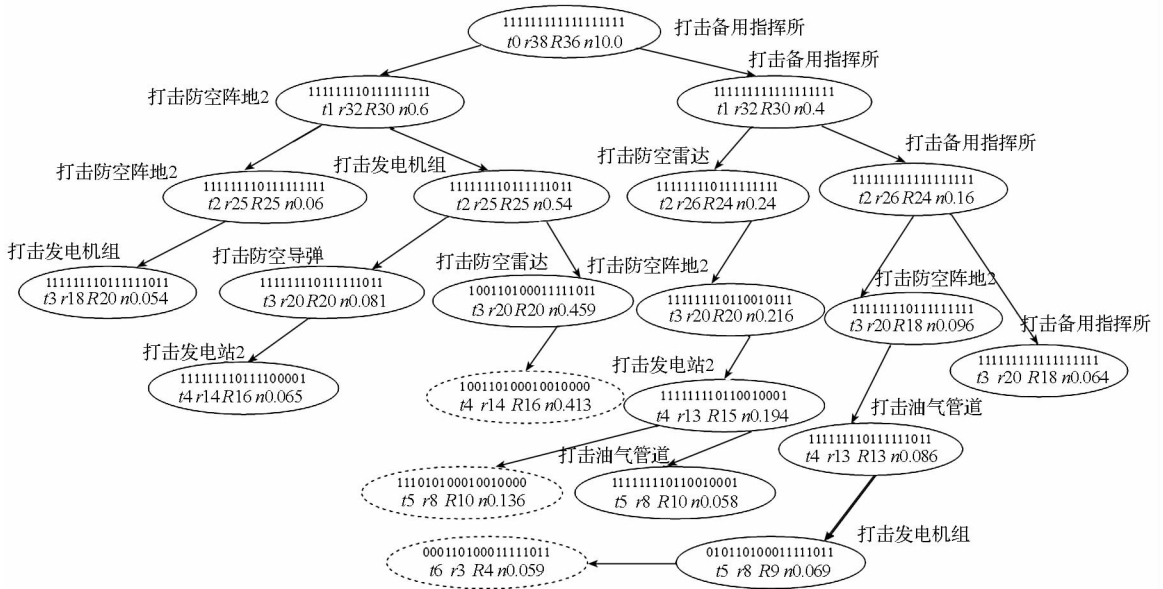 111111111111111111
t0 r38 R36 n10.0
打击备用指挥所
打击备用指挥所
打击防空阵地2
111111110111111111
t1 r32 R30 n0.6
111111111111111111
t1 r32 R30 n0.4
打击防空阵地2
打击发电机组
打击防空雷达
打击备用指挥所
111111110111111111
t2 r25 R25 n0.06
111111110111111011
t2 r25 R25 n0.54
111111110111111111
t2 r26 R24 n0.24
111111111111111111
t2 r26 R24 n0.16
打击发电机组
打击防空导弹
打击防空雷达
打击防空阵地2
打击防空阵地2
111111110111111011
t3 r18 R20 n0.054
111111110111111011
t3 r20 R20 n0.081
100110100011111011
t3 r20 R20 n0.459
111111110110010111
t3 r20 R20 n0.216
111111110111111111
t3 r20 R18 n0.096
打击备用指挥所
111111111111111111
t3 r20 R18 n0.064
打击发电站2
打击发电站2
111111110111100001
t4 r14 R16 n0.065
100110100010010000
t4 r14 R16 n0.413
111111110110010001
t4 r13 R15 n0.194
打击油气管道
111111110111111011
t4 r13 R13 n0.086
打击油气管道
111010100010010000
t5 r8 R10 n0.136
111111110110010001
t5 r8 R10 n0.058
打击发电机组
000110100011111011
t6 r3 R4 n0.059
010110100011111011
t5 r8 R9 n0.069